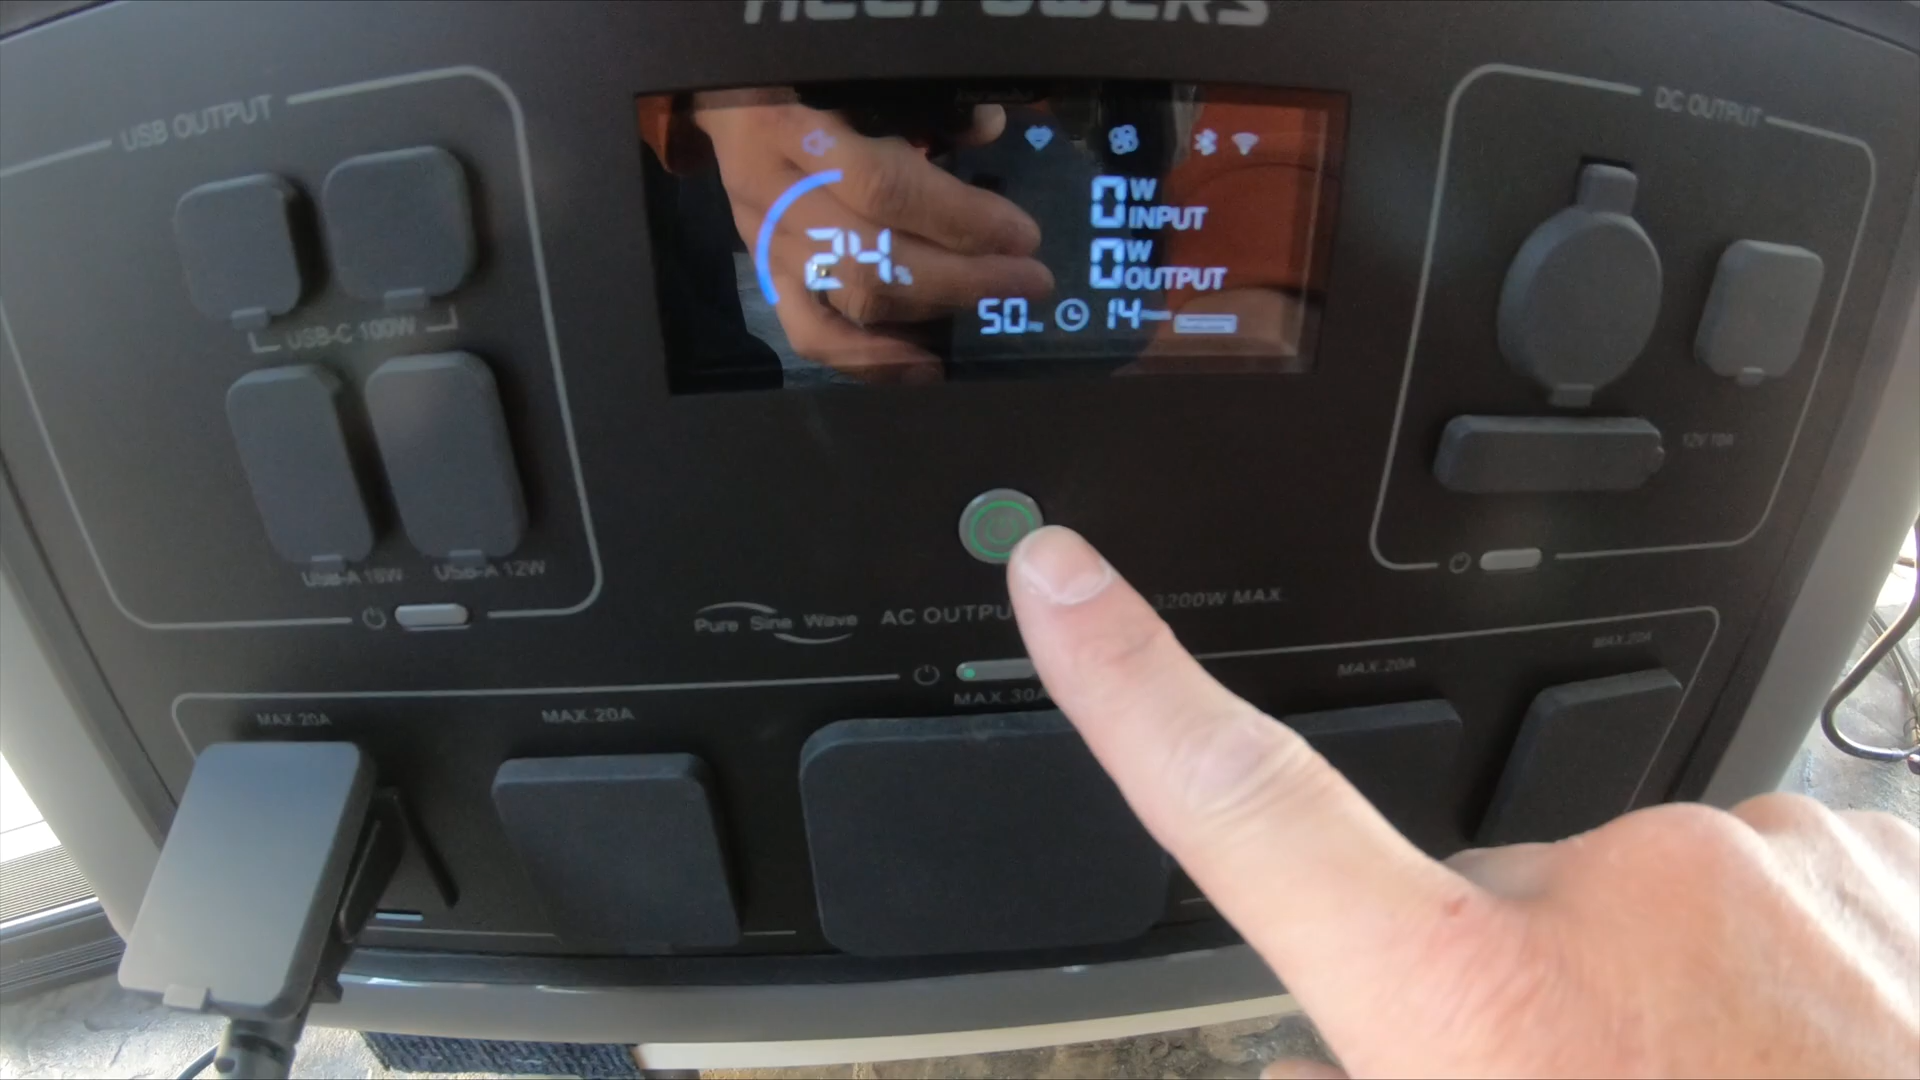 USB OUTPUT
DC OUTPUT
24%
0W
INPUT
0W
OUTPUT
50Hz
14
USB-C 100W
12V 10A
USB-A 18W
USB-A 12W
Pure Sine Wave
AC OUTPU
3200W MAX.
MAX.20A
MAX.20A
MAX.30A
MAX.20A
MAX.20A